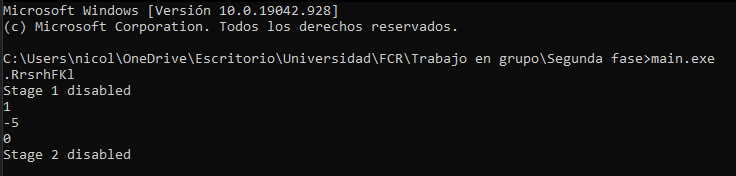 Microsoft Windows [Versión 10.0.19042.928]
(c) Microsoft Corporation. Todos los derechos reservados.
C:\Users\nicol\OneDrive\Escritorio\Universidad\FCR\Trabajo en grupo\Segunda fase>main.exe
.RrsrhFKl
Stage 1 disabled
1
-5
0
Stage 2 disabled